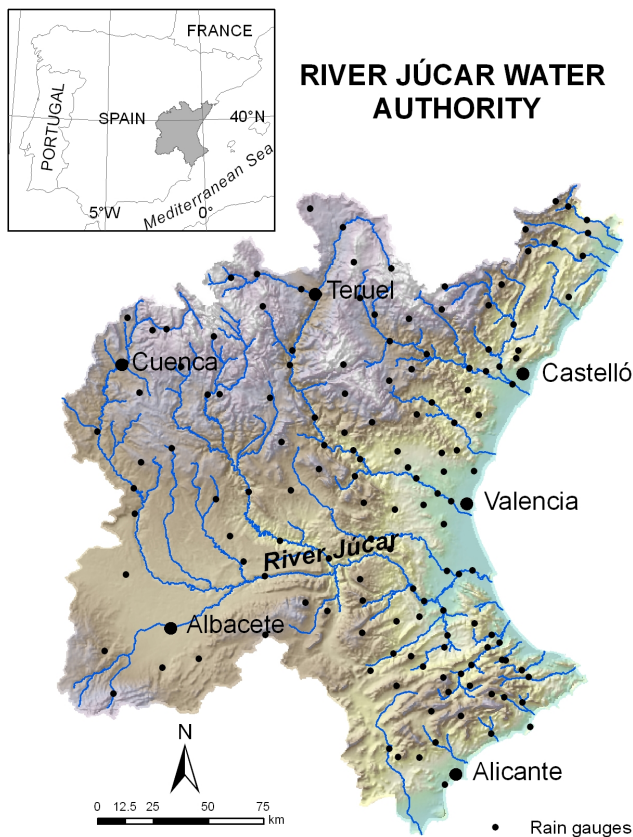 FRANCE
RIVER JÚCAR WATER
AUTHORITY
PORTUGAL
SPAIN
40°N
Mediterranean Sea
5°W
0°
Teruel
Cuenca
Castelló
Valencia
River Júcar
Albacete
N
Alicante
0 12.5 25 50 75
km
Rain gauges